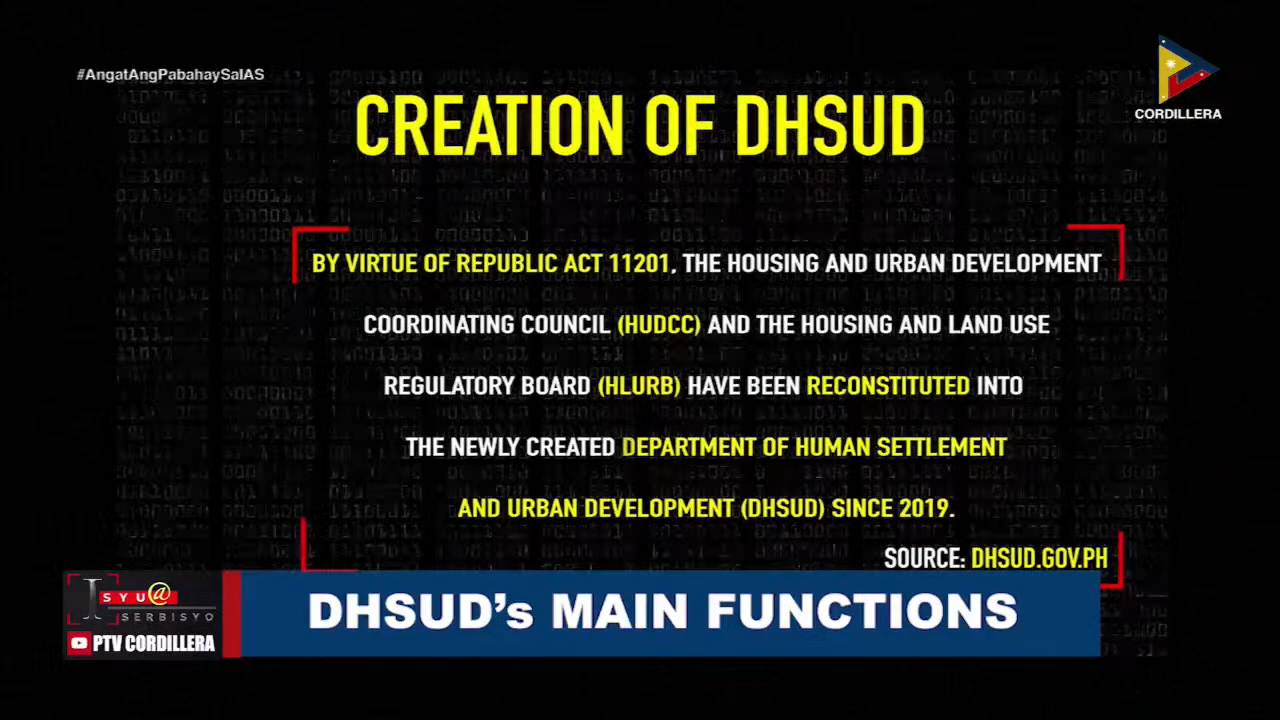 #AngatAngPabahaySaIAS
CORDILLERA
CREATION OF DHSUD
BY VIRTUE OF REPUBLIC ACT 11201, THE HOUSING AND URBAN DEVELOPMENT
COORDINATING COUNCIL (HUDCC) AND THE HOUSING AND LAND USE
REGULATORY BOARD (HLURB) HAVE BEEN RECONSTITUTED INTO
THE NEWLY CREATED DEPARTMENT OF HUMAN SETTLEMENT
AND URBAN DEVELOPMENT (DHSUD) SINCE 2019.
SOURCE: DHSUD.GOV.PH
ISYU@
SERBISYO
PTV CORDILLERA
DHSUD’s MAIN FUNCTIONS